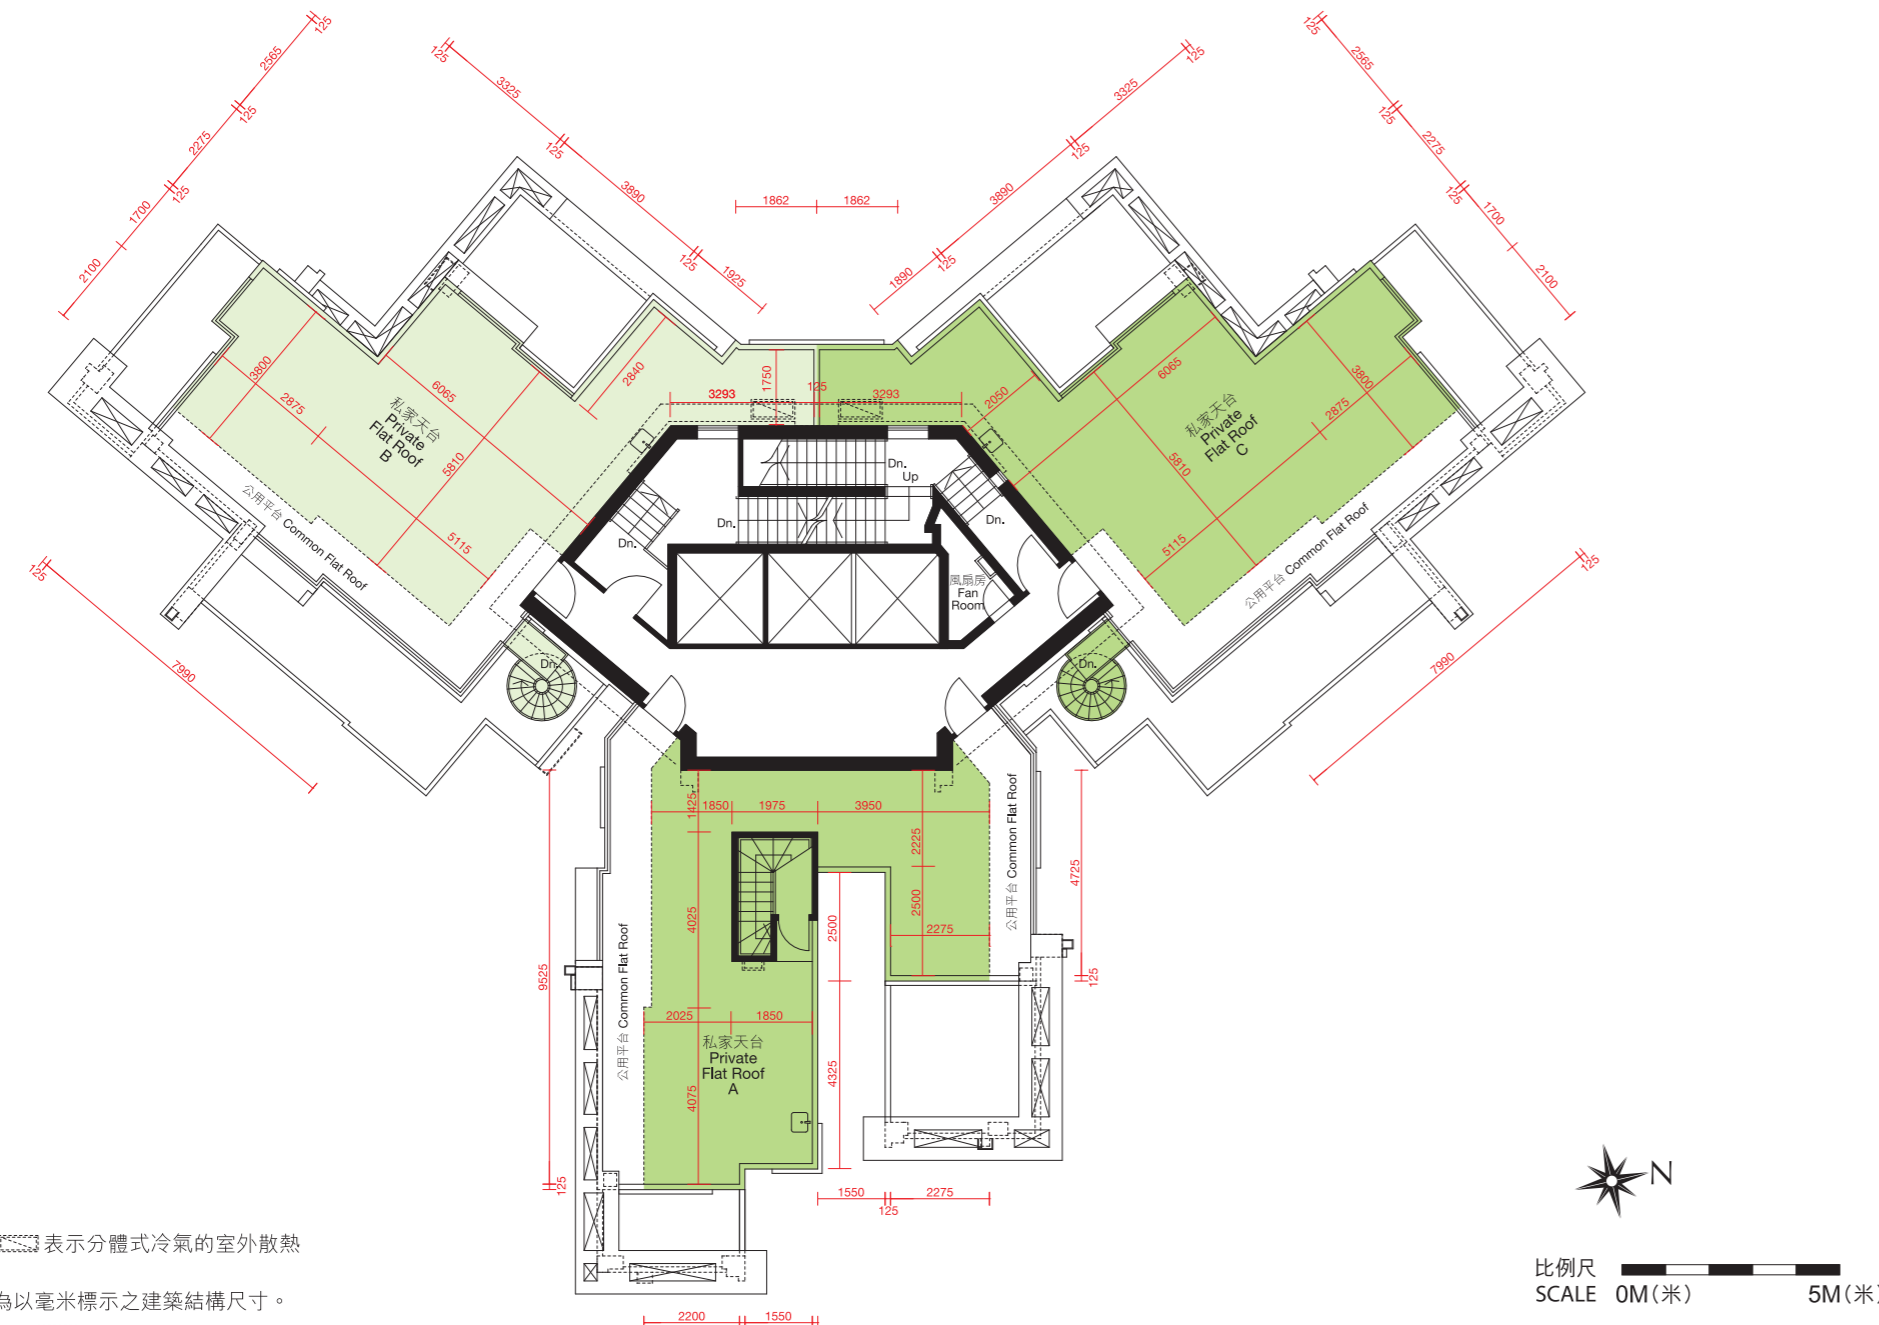 125
2565
125
2275
125
1700
2100
125
3325
125
3890
125
1925
1862
1862
125
3325
125
3890
125
1890
125
2565
125
2275
125
1700
2100
3800
2875
6065
2840
5810
5115
私家天台
Private
Flat Roof
B
公用平台 Common Flat Roof
3293
1750
125
3293
2050
6065
3800
2875
5810
5115
私家天台
Private
Flat Roof
C
公用平台 Common Flat Roof
Dn.
Up
Dn.
Dn.
Dn.
風扇房
Fan
Room
Dn.
Dn.
125
7990
125
7990
1425
1850
1975
3950
2225
4025
2500
2275
2500
4725
125
9525
125
公用平台 Common Flat Roof
公用平台 Common Flat Roof
2025
1850
私家天台
Private
Flat Roof
A
4075
4325
1550
125
2275
2200
1550
表示分體式冷氣的室外散熱
為以毫米標示之建築結構尺寸。
N
比例尺
SCALE 0M(米) 5M(米)